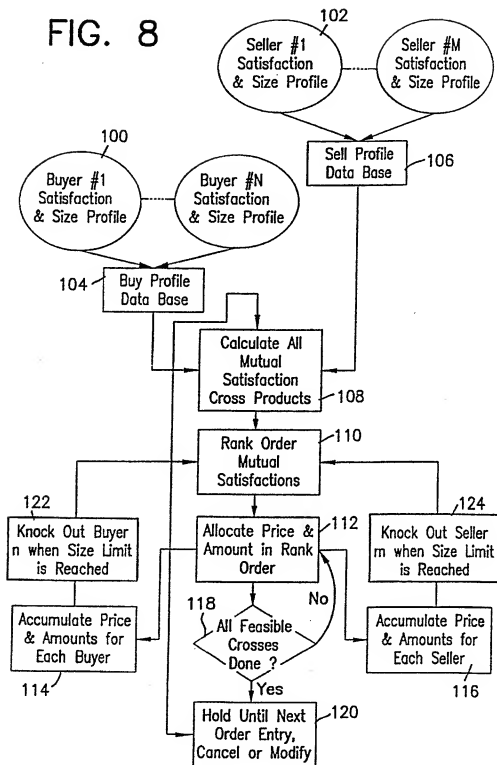 FIG. 8
102
Seller #1
Satisfaction
& Size Profile
Seller #M
Satisfaction
& Size Profile
Sell Profile
Data Base
106
100
Buyer #1
Satisfaction
& Size Profile
Buyer #N
Satisfaction
& Size Profile
104
Buy Profile
Data Base
Calculate All
Mutual
Satisfaction
Cross Products
108
Rank Order
Mutual
Satisfactions
110
122
Knock Out Buyer
n when Size Limit
is Reached
Allocate Price &
Amount in Rank
Order
112
124
Knock Out Seller
m when Size Limit
is Reached
Accumulate Price
& Amounts for
Each Buyer
114
118
All Feasible
Crosses
Done ?
No
Yes
Accumulate Price
& Amounts for
Each Seller
116
Hold Until Next
Order Entry,
Cancel or Modify
120